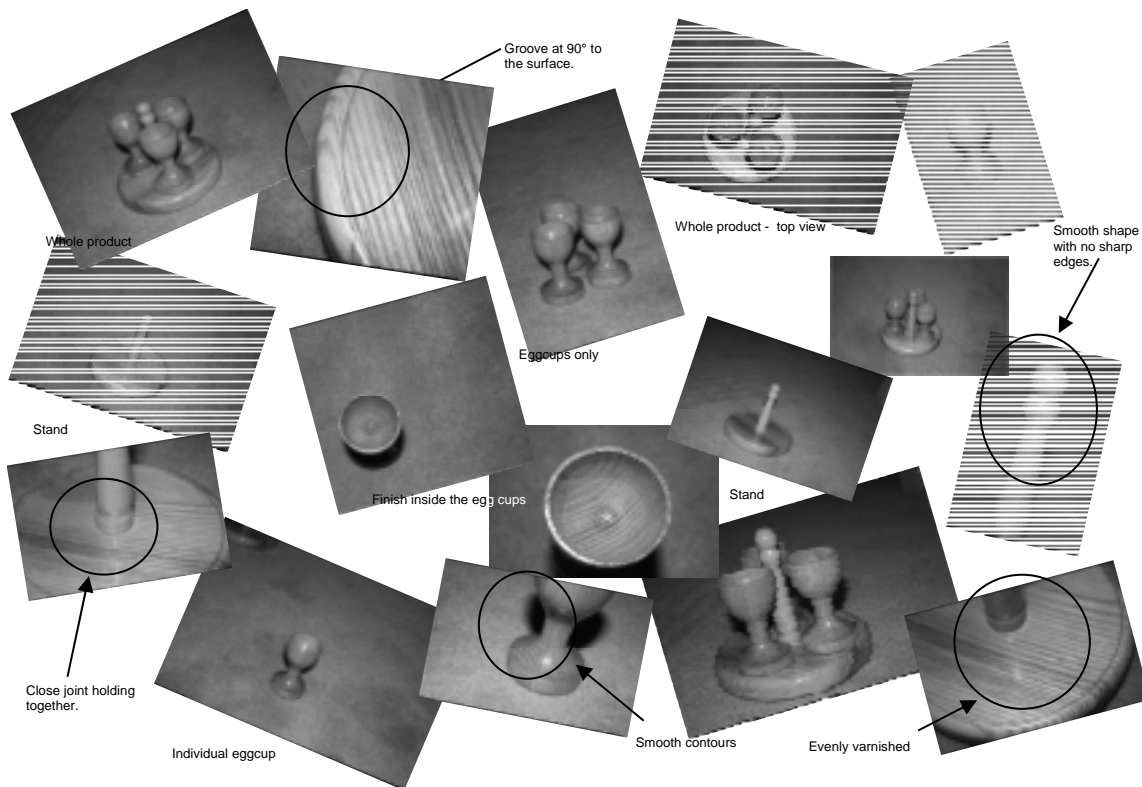 Groove at 90° to
the surface.
Whole product
Whole product - top view
Smooth shape
with no sharp
edges.
Eggcups only
Stand
Finish inside the egg cups
Stand
Close joint holding
together.
Individual eggcup
Smooth contours
Evenly varnished